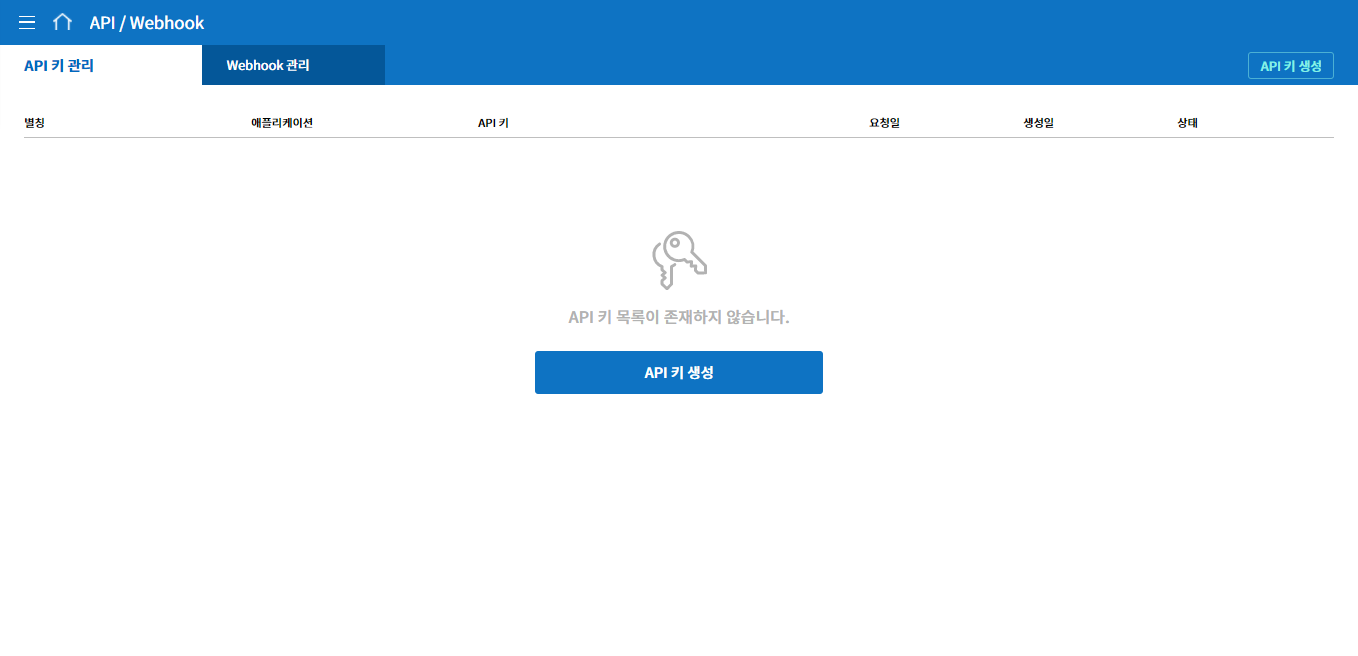 API / Webhook
API 키 관리
Webhook 관리
API 키 생성
별칭 애플리케이션 API 키 요청일 생성일 상태
API 키 목록이 존재하지 않습니다.
API 키 생성